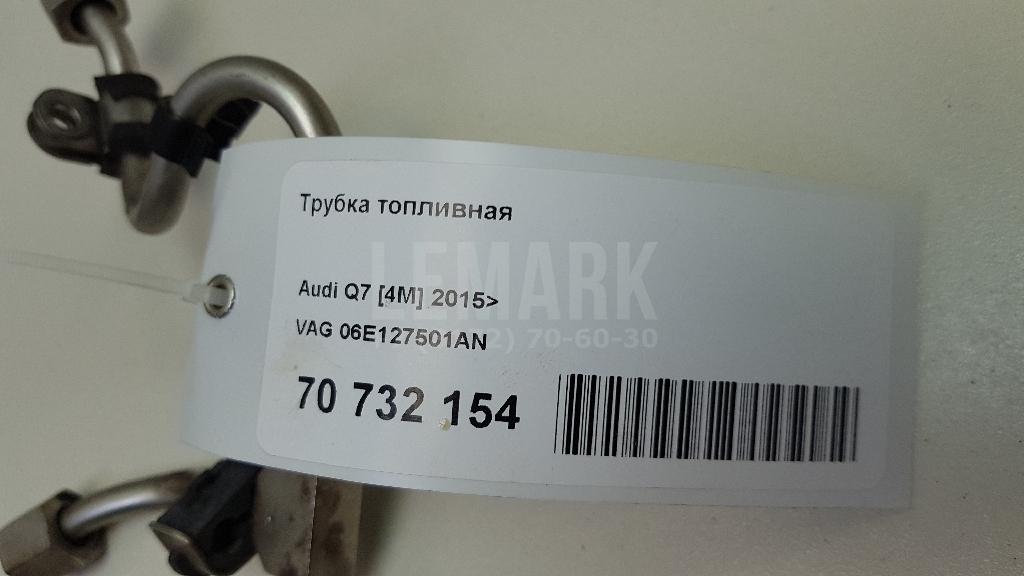 Трубка топливная
LEMARK
Audi Q7 [4M] 2015>
VAG 06E127501AN
2) 70-60-30
70 732 154